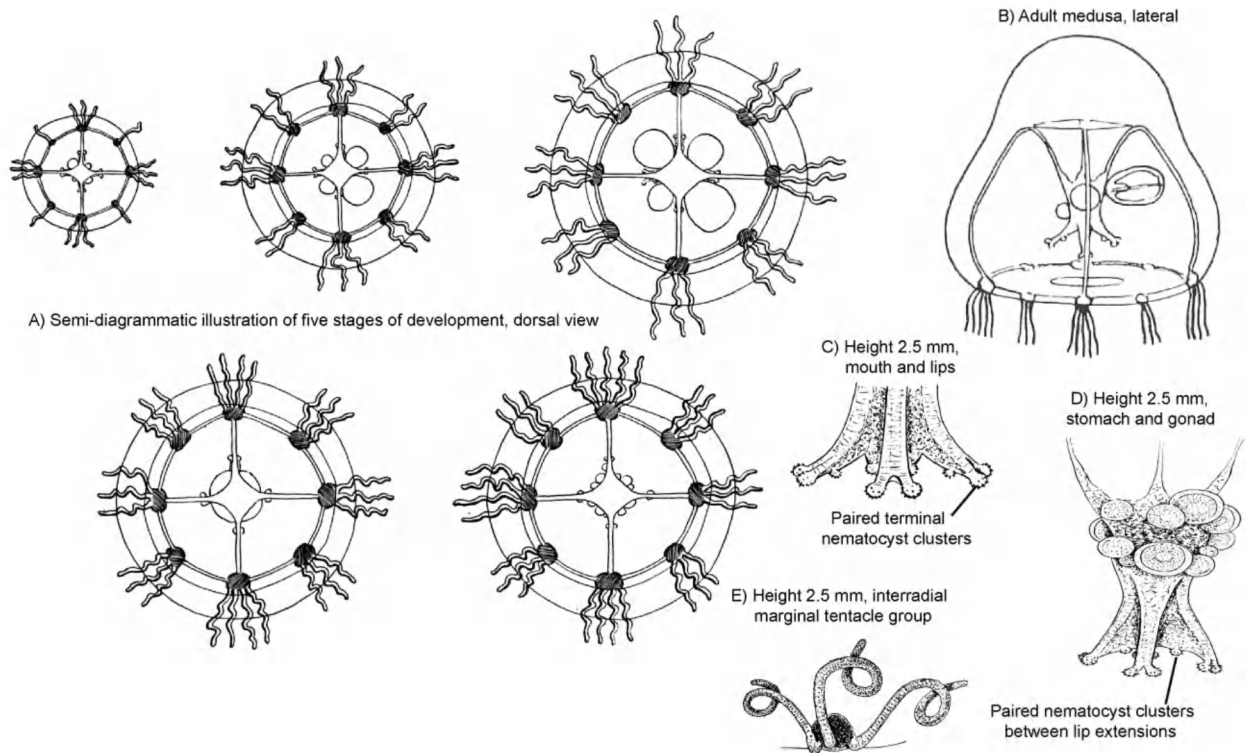 B) Adult medusa, lateral
A) Semi-diagrammatic illustration of five stages of development, dorsal view
C) Height 2.5 mm,
mouth and lips
Paired terminal
nematocyst clusters
D) Height 2.5 mm,
stomach and gonad
E) Height 2.5 mm, interradial
marginal tentacle group
Paired nematocyst clusters
between lip extensions